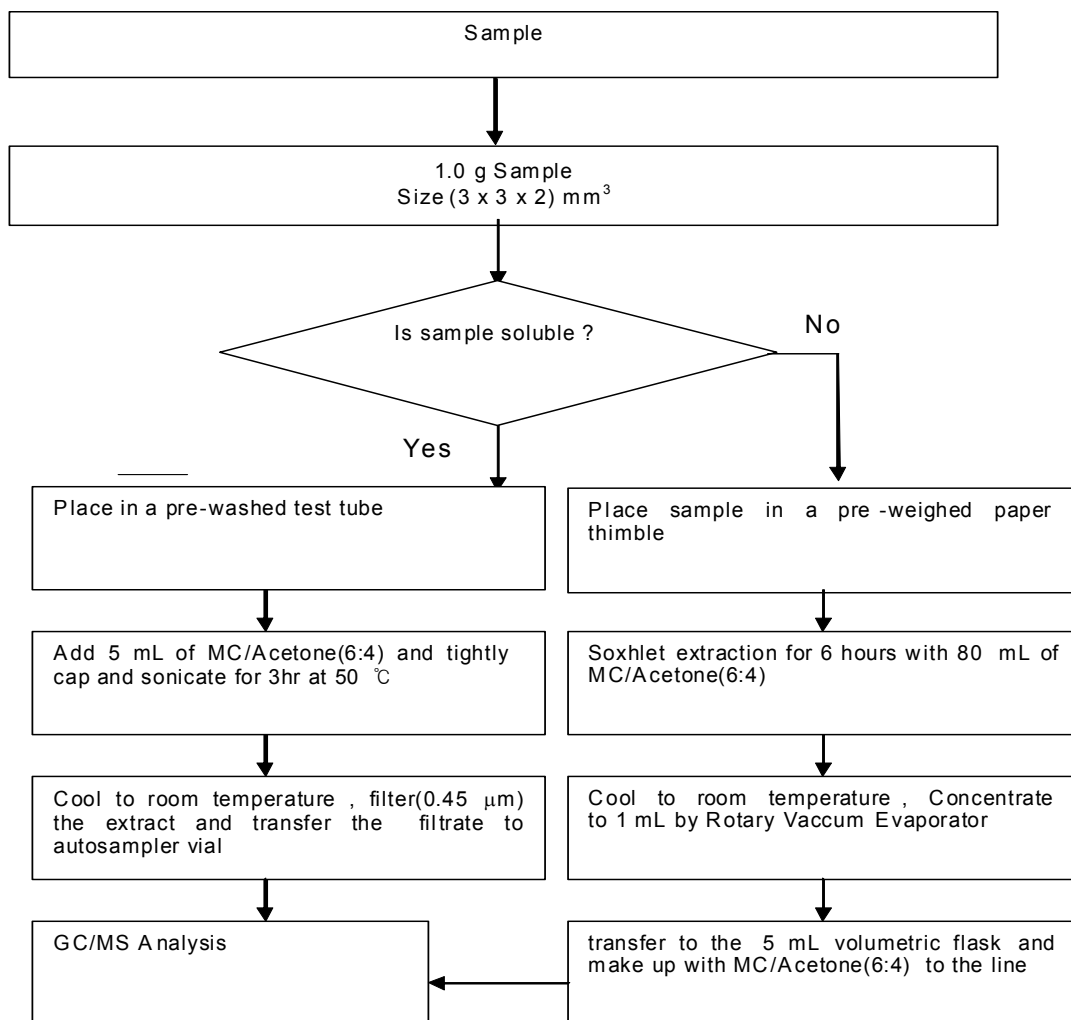 Sample
1.0 g Sample
Size (3 x 3 x 2) mm³
Is sample soluble ?
No
Yes
Place in a pre-washed test tube
Place sample in a pre -weighed paper
thimble
Add 5 mL of MC/Acetone(6:4) and tightly
cap and sonicate for 3hr at 50 ℃
Soxhlet extraction for 6 hours with 80 mL of
MC/Acetone(6:4)
Cool to room temperature , filter(0.45 μm)
the extract and transfer the filtrate to
autosampler vial
Cool to room temperature , Concentrate
to 1 mL by Rotary Vaccum Evaporator
GC/MS Analysis
transfer to the 5 mL volumetric flask and
make up with MC/Acetone(6:4) to the line